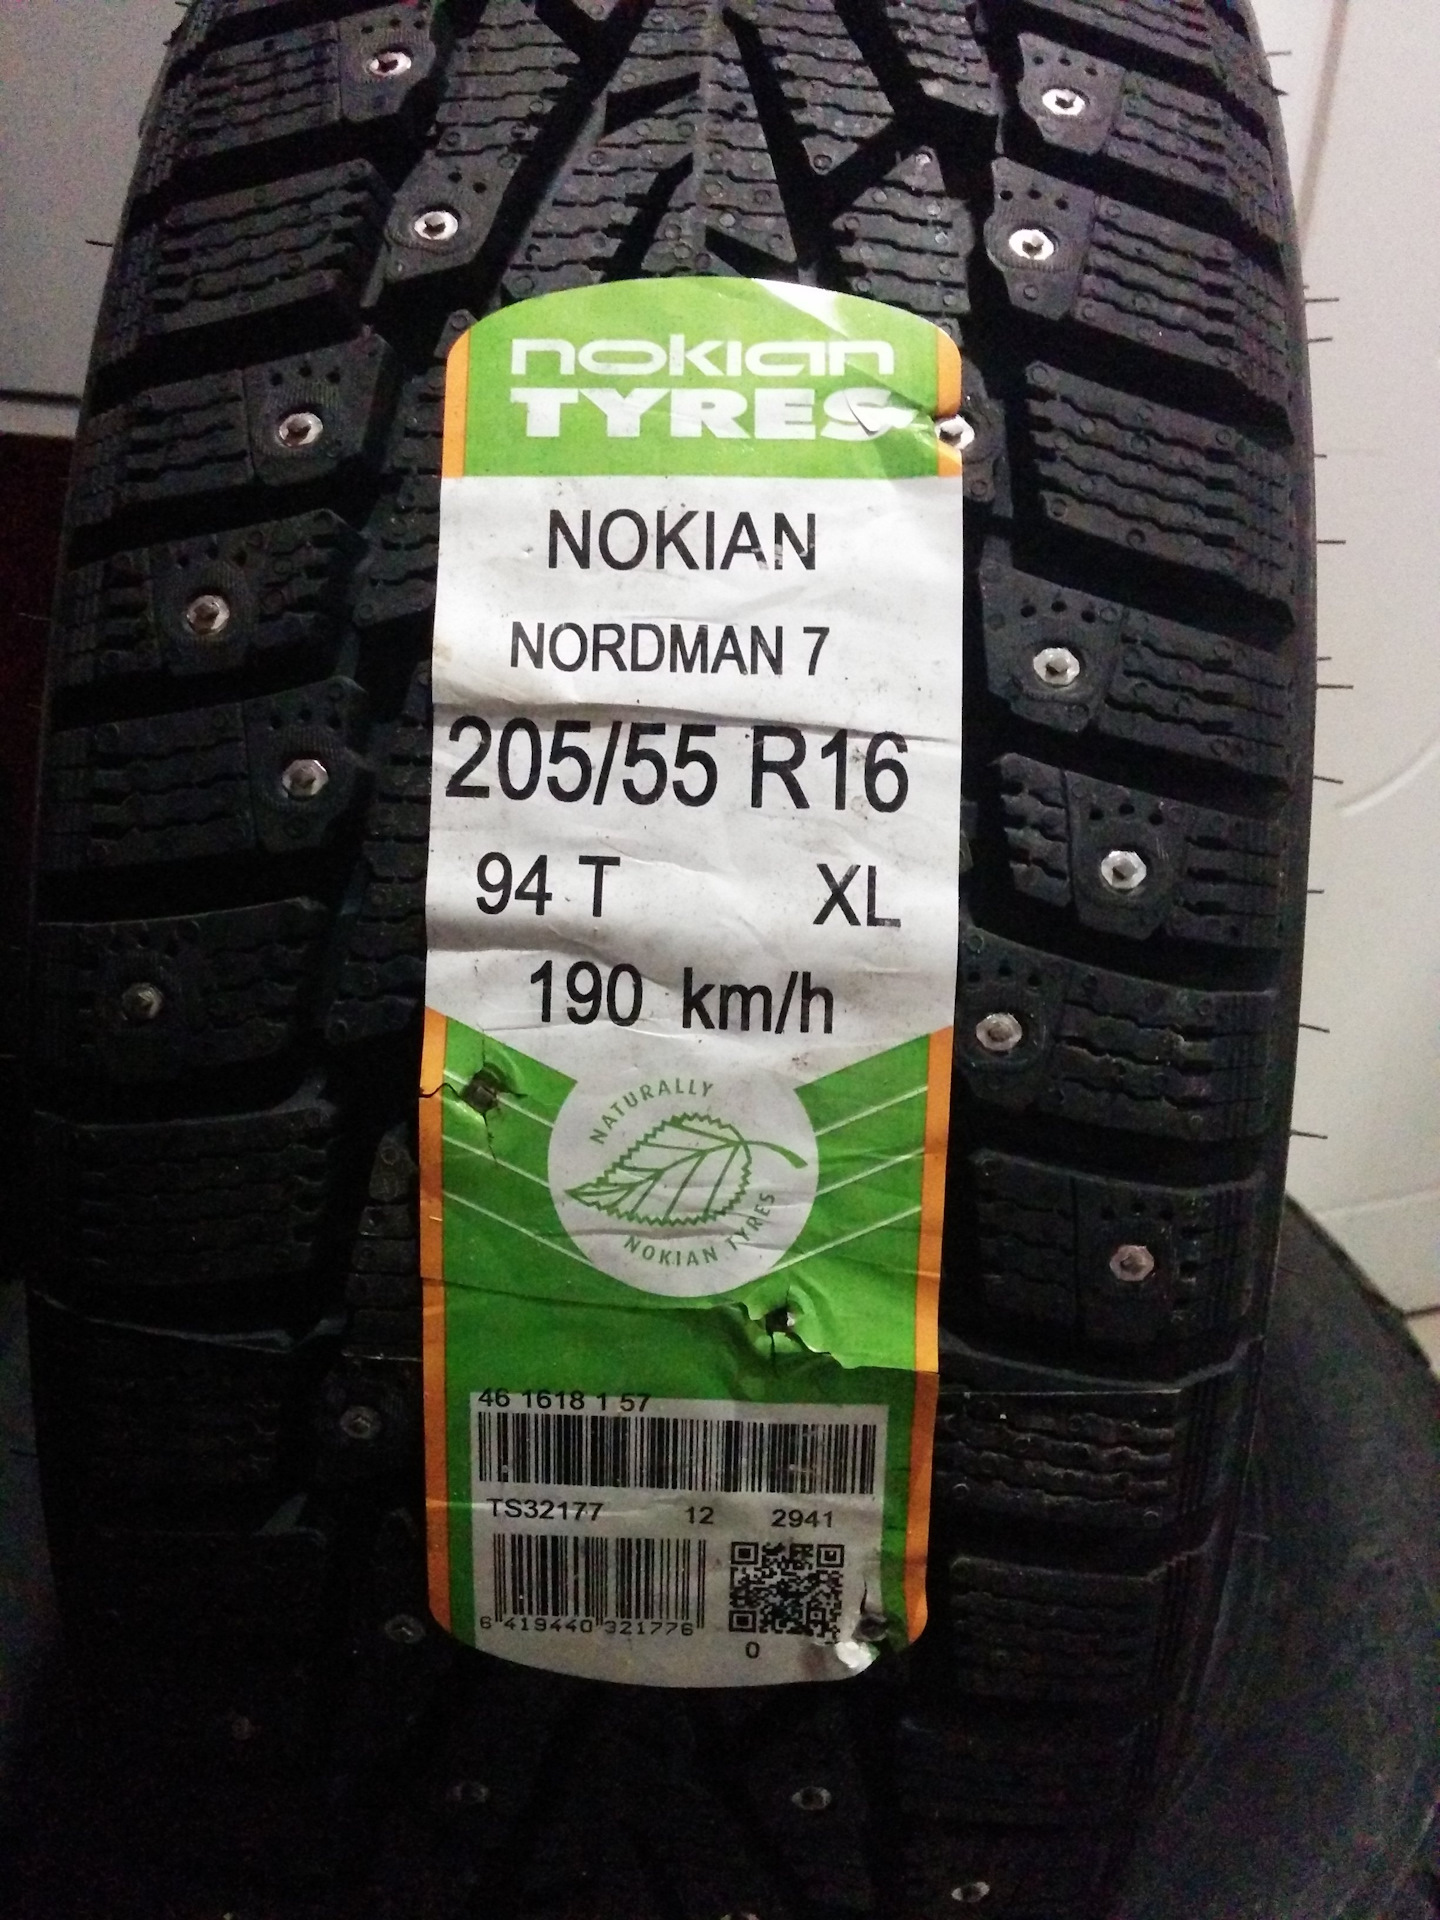 nokian
TYRES
NOKIAN
NORDMAN 7
205/55 R16
94 T XL
190 km/h
NATURALLY
NOKIAN TYRES
46 1618 1 57
TS32177 12 2941
6 419440 321776
0